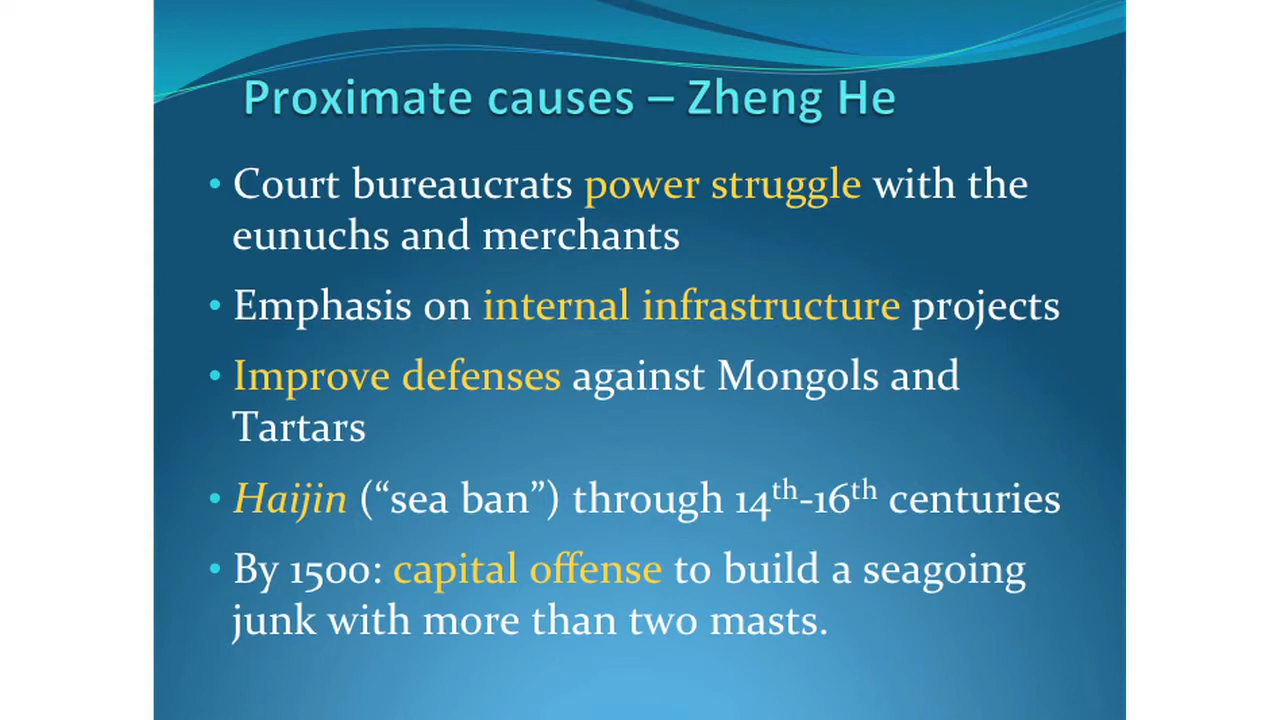 Proximate causes – Zheng He
• Court bureaucrats power struggle with the
eunuchs and merchants
• Emphasis on internal infrastructure projects
• Improve defenses against Mongols and
Tartars
• Haijin (“sea ban”) through 14th-16th centuries
• By 1500: capital offense to build a seagoing
junk with more than two masts.